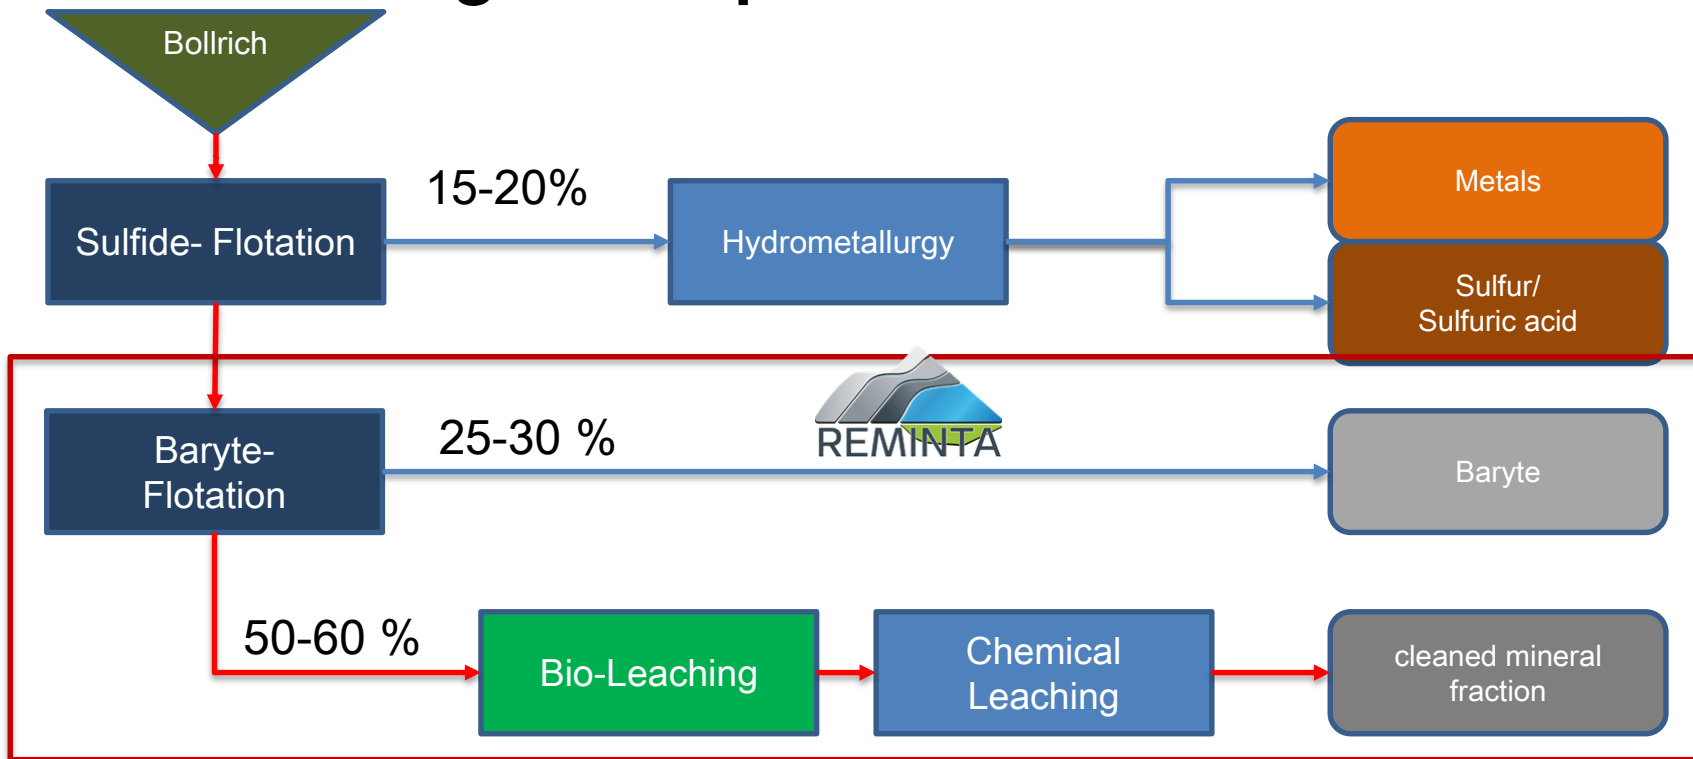 Bollrich
15-20%
Sulfide- Flotation
Hydrometallurgy
Metals
Sulfur/
Sulfuric acid
25-30 %
REMINTA
Baryte-
Flotation
Baryte
50-60 %
Bio-Leaching
Chemical
Leaching
cleaned mineral
fraction